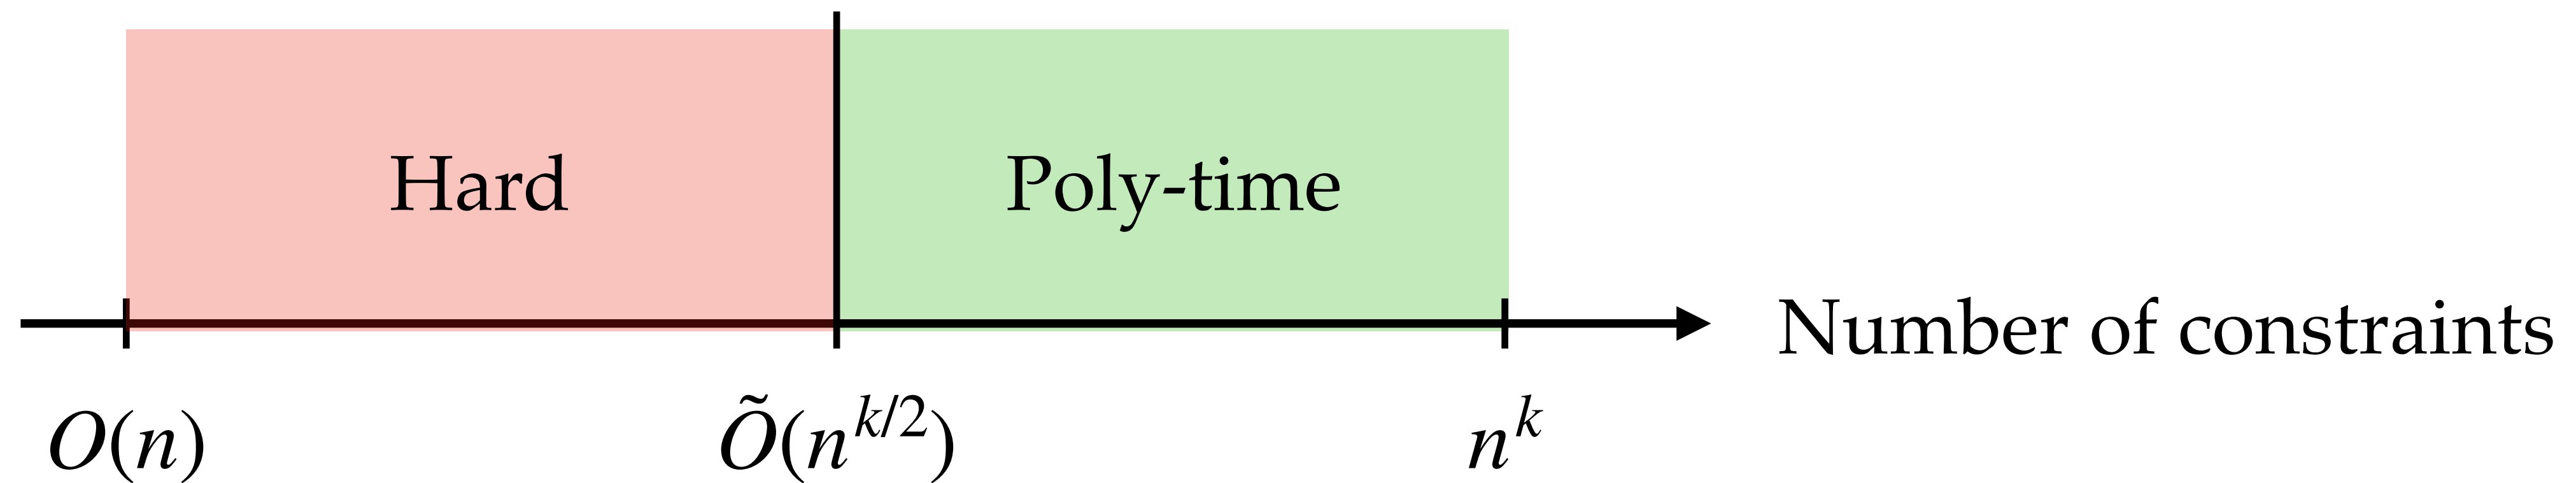 Hard
Poly-time
Number of constraints
O(n)
Õ(n^{k/2})
n^k